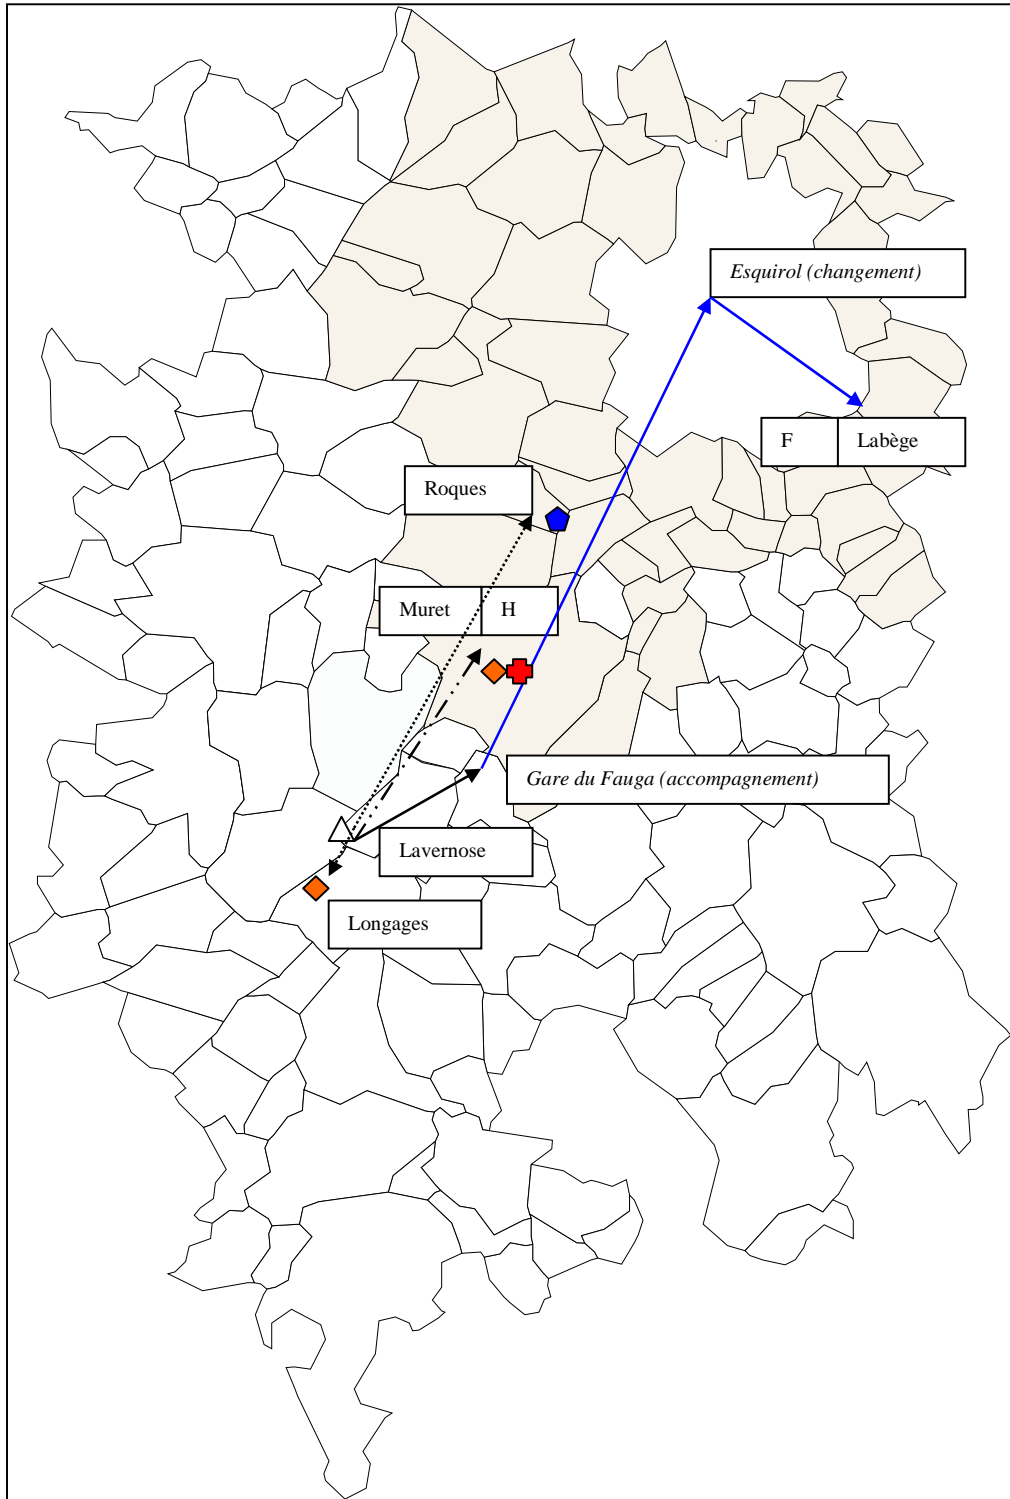 Esquirol (changement)
F
Labège
Roques
Muret
H
Gare du Fauga (accompagnement)
Lavernose
Longages